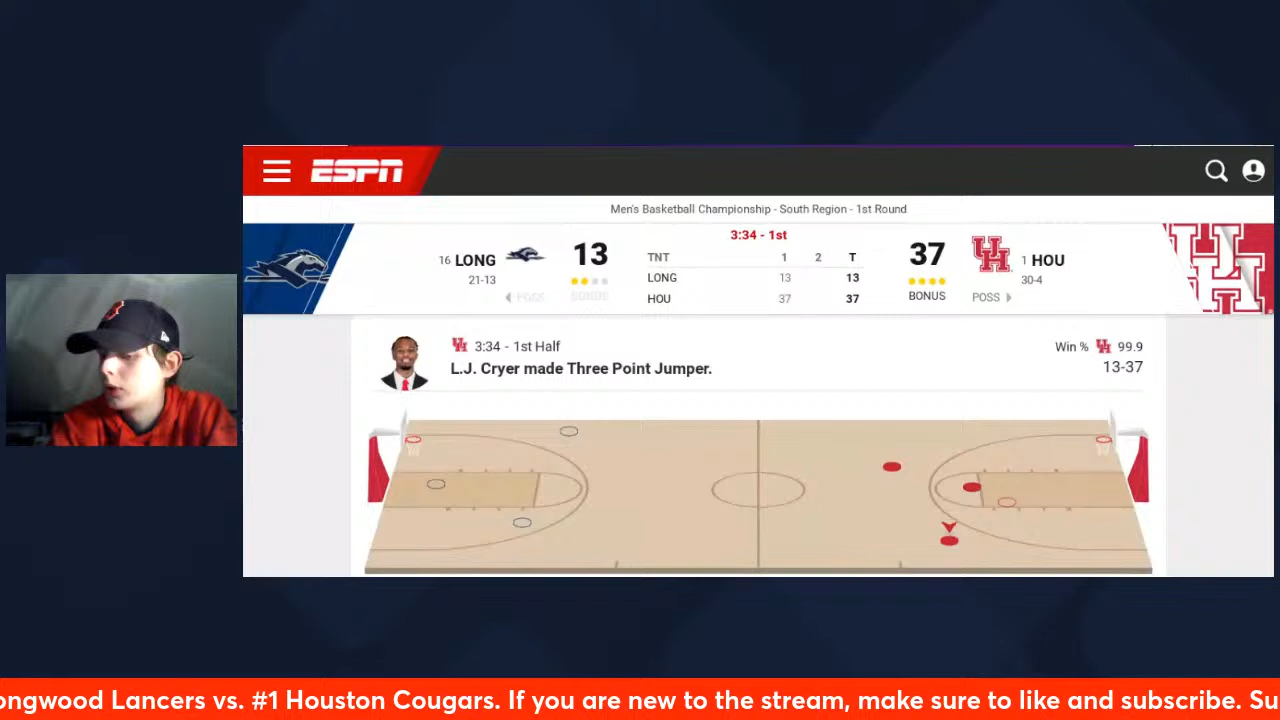 ESPN
Men's Basketball Championship - South Region - 1st Round
16 LONG
21-13
POSS
13
BONUS
3:34 - 1st
TNT 1 2 T
LONG 13 13
HOU 37 37
37
BONUS
1 HOU
30-4
POSS
3:34 - 1st Half
L.J. Cryer made Three Point Jumper.
Win % 99.9
13-37
ongwood Lancers vs. #1 Houston Cougars. If you are new to the stream, make sure to like and subscribe. Su